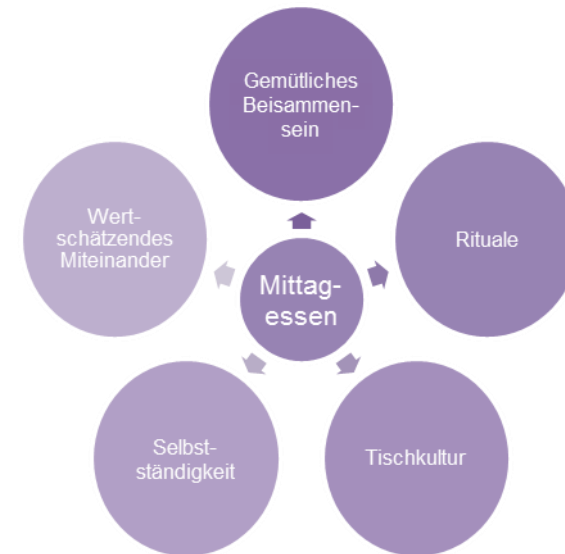 Gemütliches
Beisammen-
sein
Wert-
schätzendes
Miteinander
Rituale
Mittag-
essen
Selbst-
ständigkeit
Tischkultur